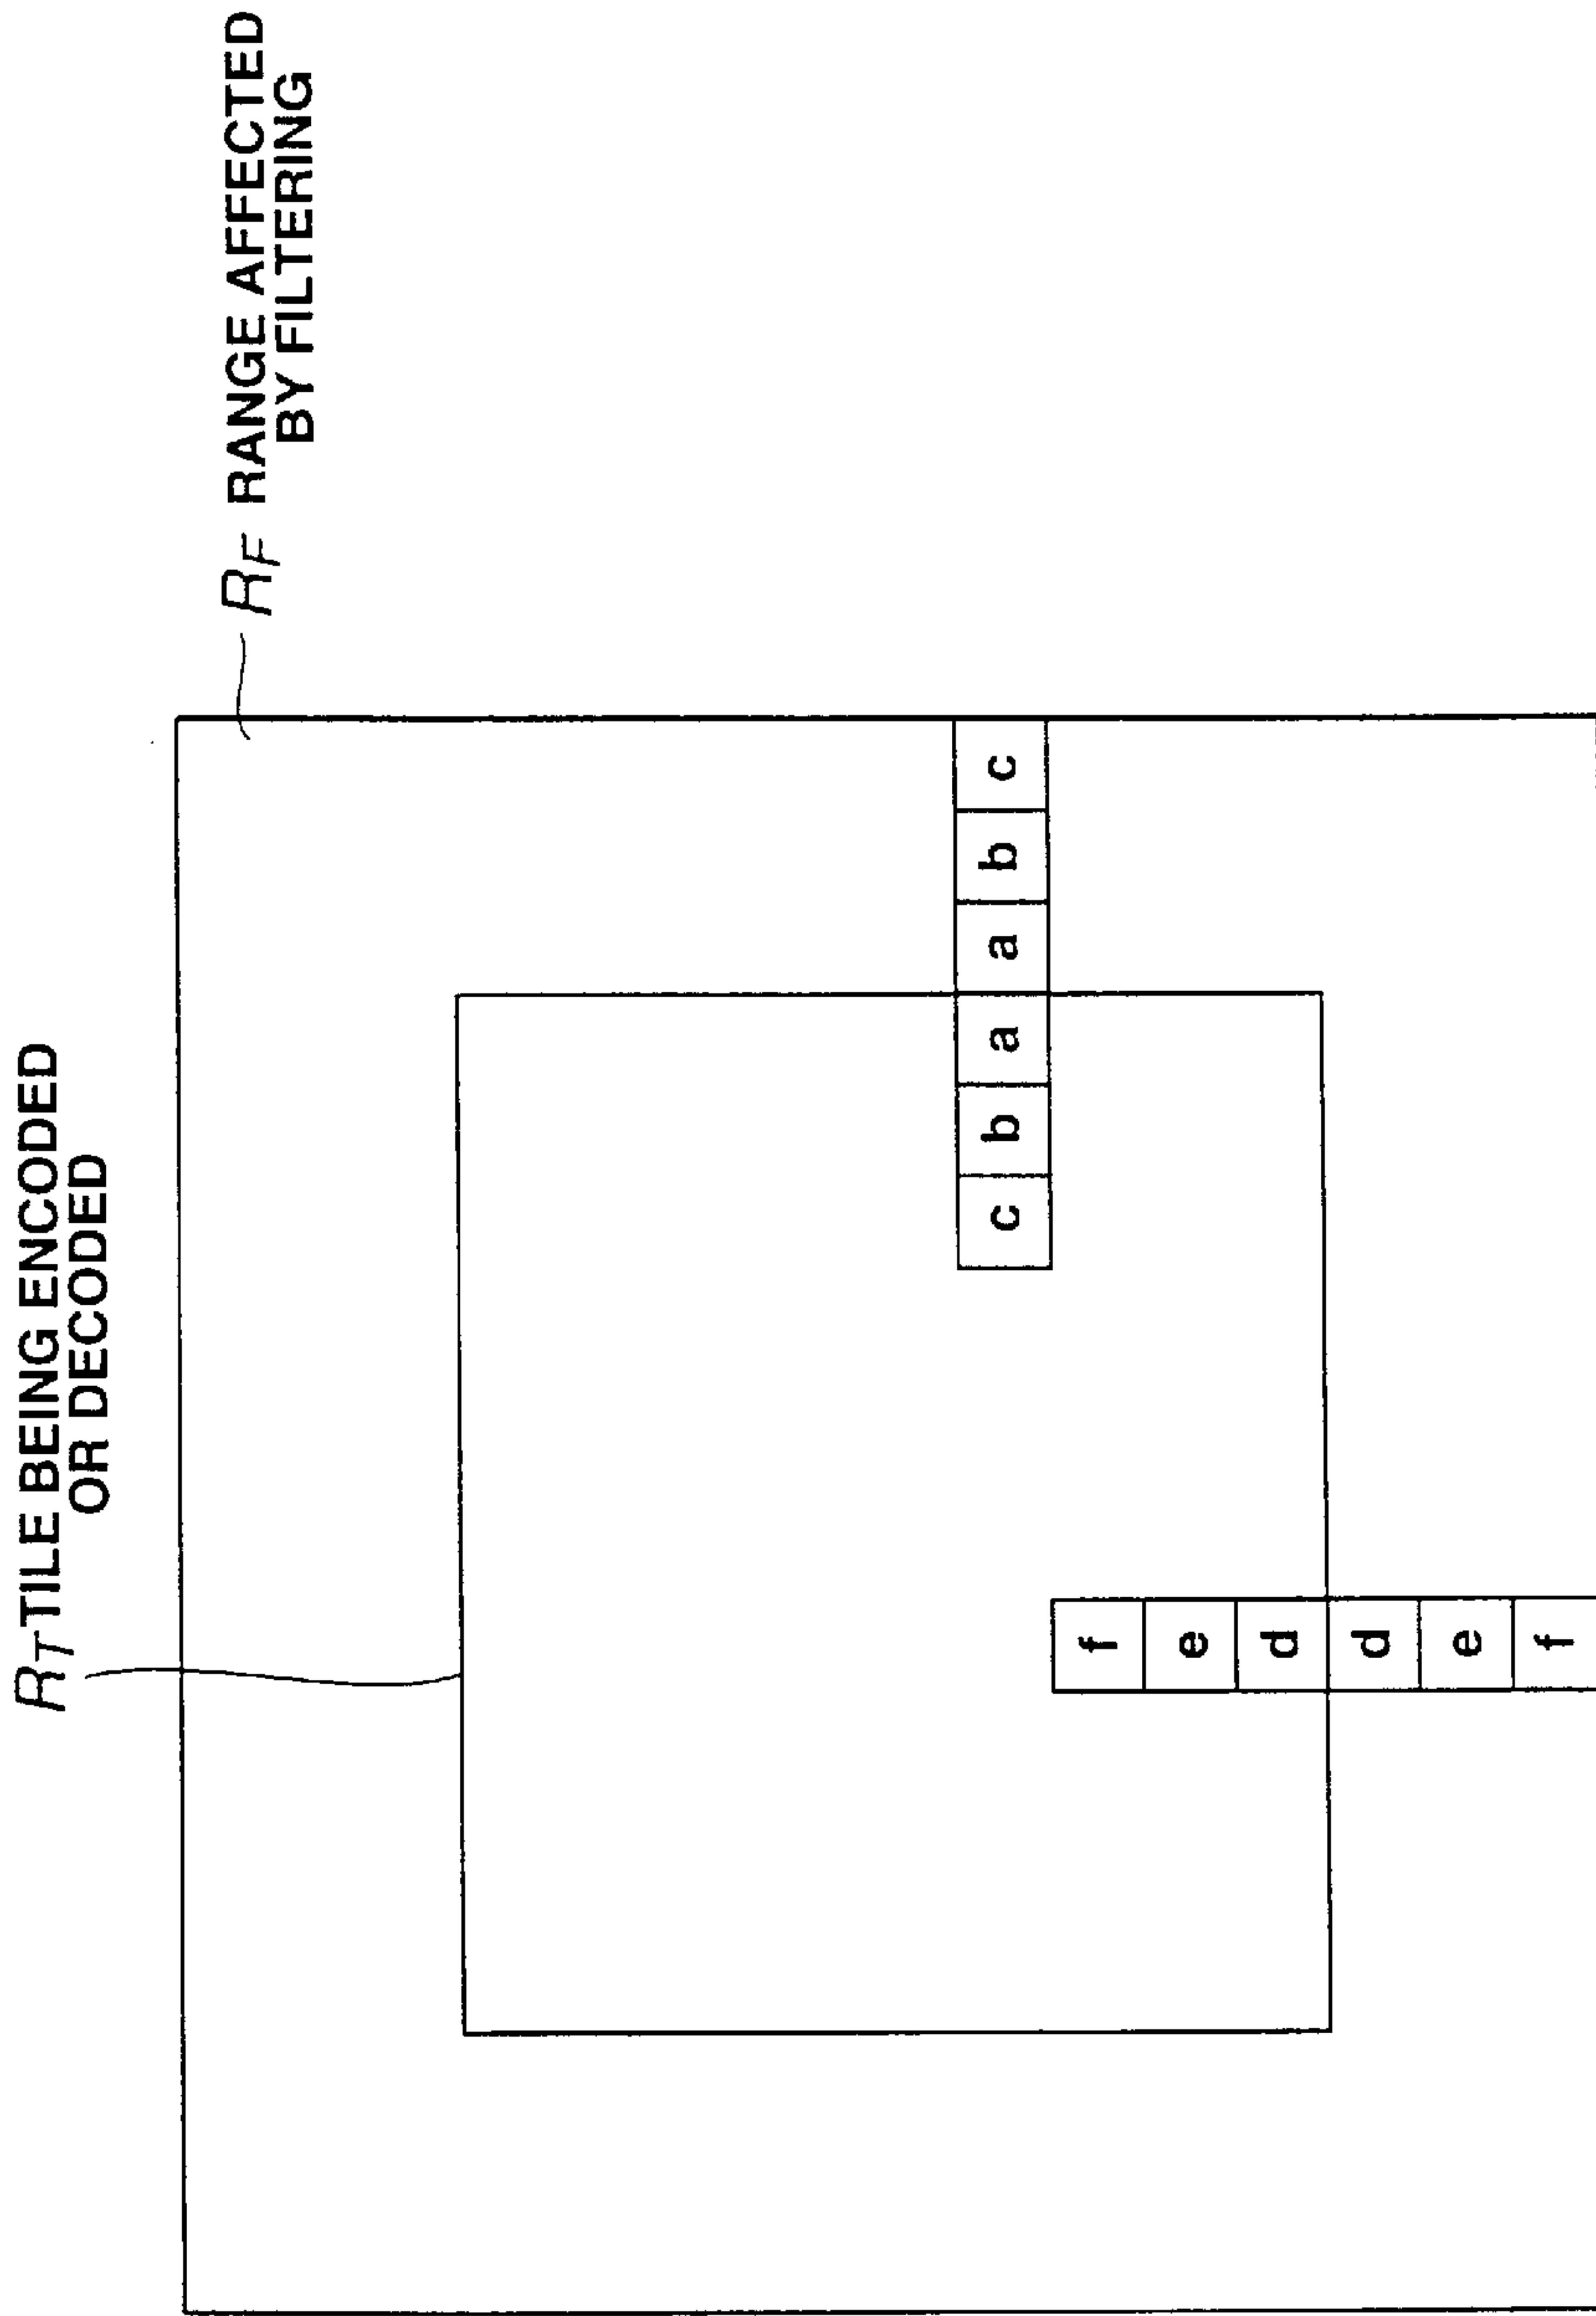 RT TILE BEING ENCODED
OR DECODED
RF RANGE AFFECTED
BY FILTERING
c b a a b c
f
e
d
d
e
f